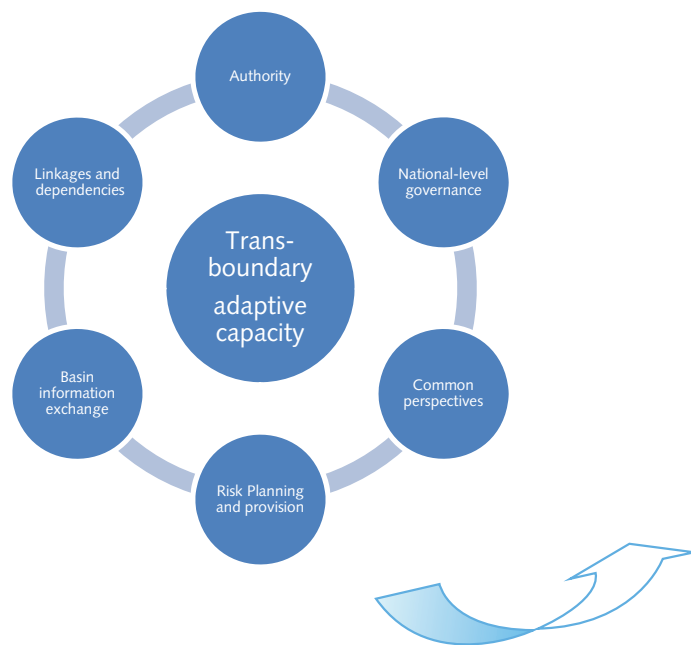 Authority
National-level
governance
Common
perspectives
Risk Planning
and provision
Basin
information
exchange
Linkages and
dependencies
Trans-
boundary
adaptive
capacity